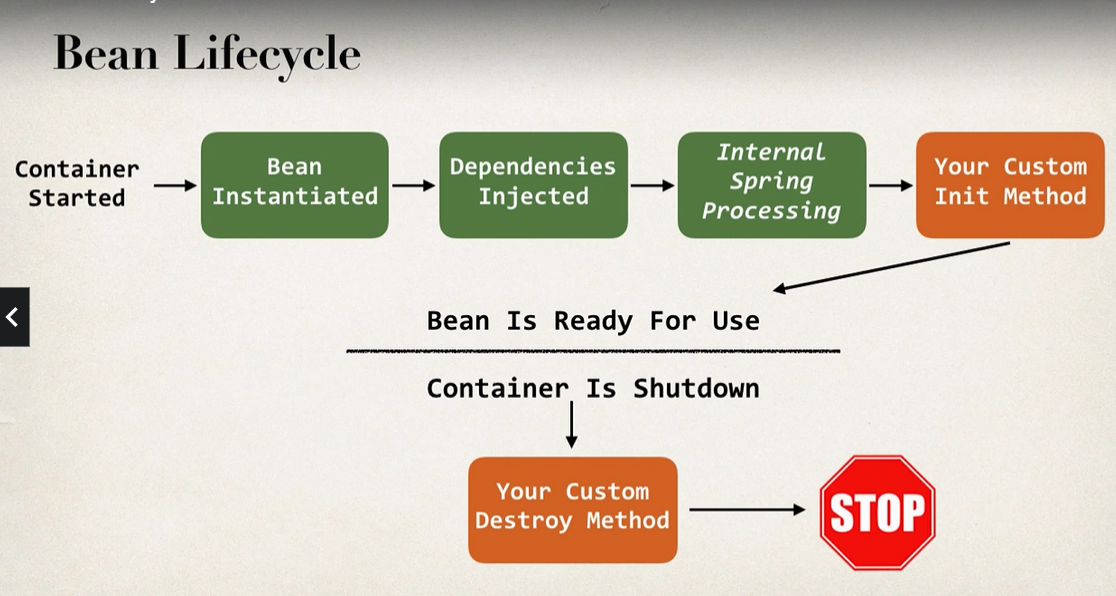 Bean Lifecycle
Container
Started
Bean
Instantiated
Dependencies
Injected
Internal
Spring
Processing
Your Custom
Init Method
Bean Is Ready For Use
Container Is Shutdown
Your Custom
Destroy Method
STOP